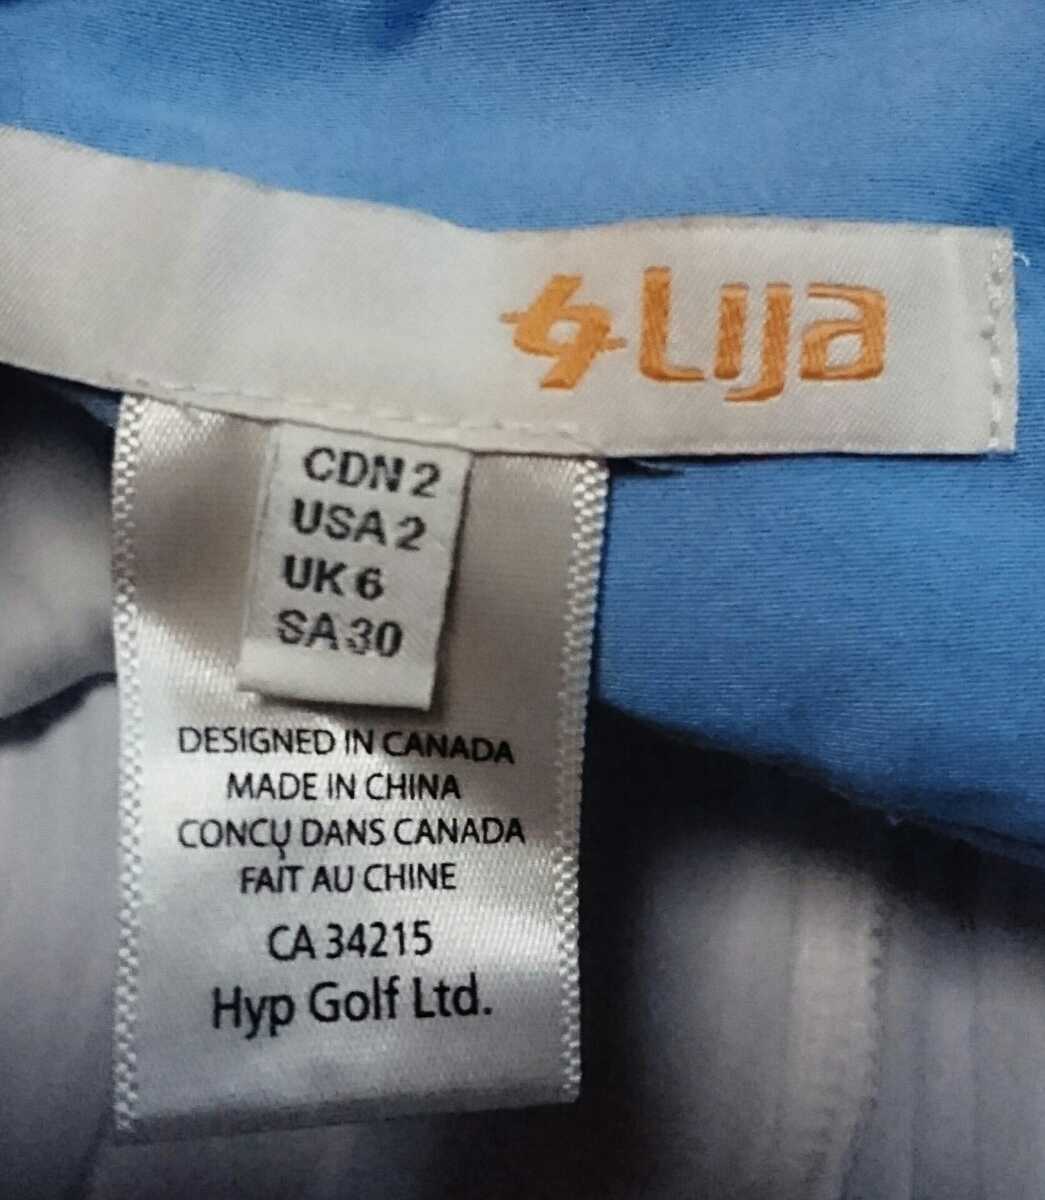 Lija
CDN 2
USA 2
UK 6
SA 30
DESIGNED IN CANADA
MADE IN CHINA
CONCŲ DANS CANADA
FAIT AU CHINE
CA 34215
Hyp Golf Ltd.